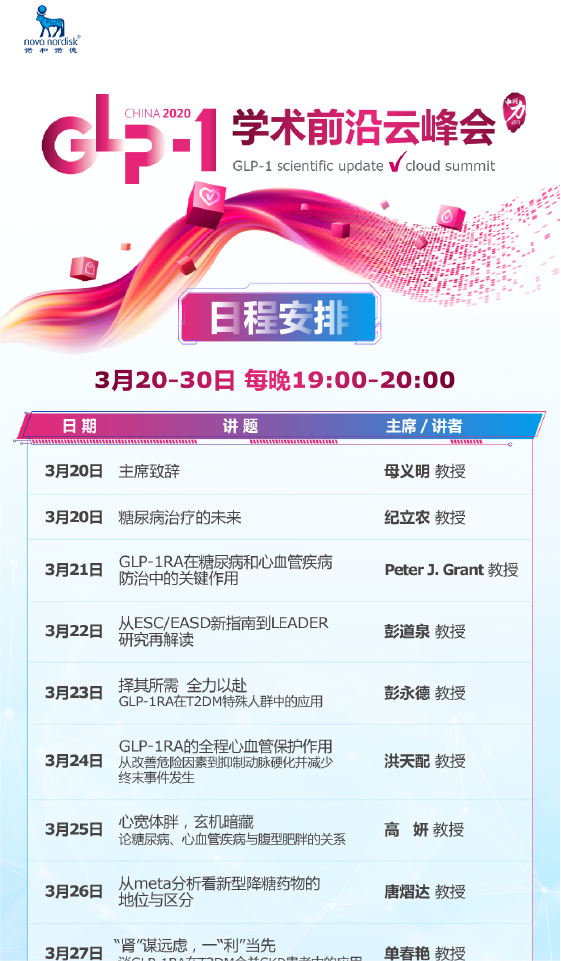 novo nordisk®
诺和诺德
CHINA 2020
GLP-1 学术前沿云峰会
GLP-1 scientific update cloud summit
日程安排
3月20-30日 每晚19:00-20:00
日期 讲题 主席/讲者
3月20日 主席致辞 母义明 教授
3月20日 糖尿病治疗的未来 纪立农 教授
3月21日 GLP-1RA在糖尿病和心血管疾病
防治中的关键作用 Peter J. Grant 教授
3月22日 从ESC/EASD新指南到LEADER
研究再解读 彭道泉 教授
3月23日 择其所需 全力以赴
GLP-1RA在T2DM特殊人群中的应用 彭永德 教授
3月24日 GLP-1RA的全程心血管保护作用
从改善危险因素到抑制动脉硬化并减少
终末事件发生 洪天配 教授
3月25日 心宽体胖，玄机暗藏
论糖尿病、心血管疾病与腹型肥胖的关系 高 妍 教授
3月26日 从meta分析看新型降糖药物的
地位与区分 唐熠达 教授
3月27日 “肾”谋远虑，一“利”当先
谈GLP-1RA在T2DM合并CKD患者中的应用 单春艳 教授